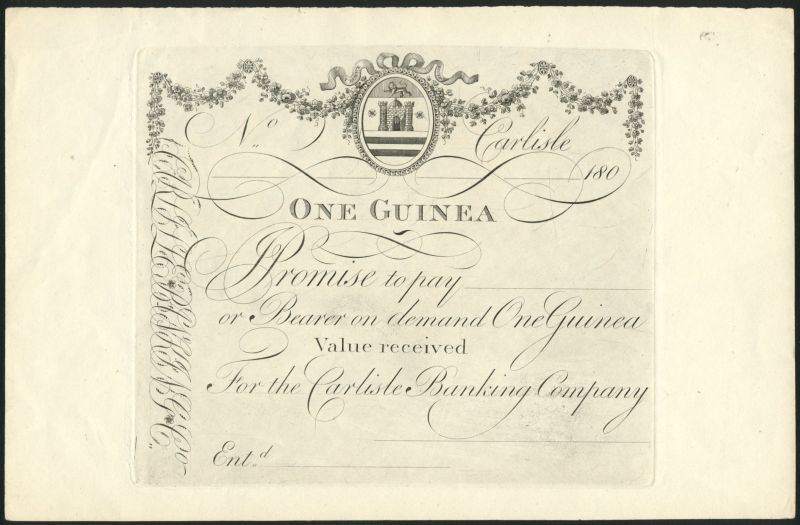 N.º Carlisle
180
ONE GUINEA
Promise to pay
or Bearer on demand One Guinea
Value received
For the Carlisle Banking Company
Ent.d